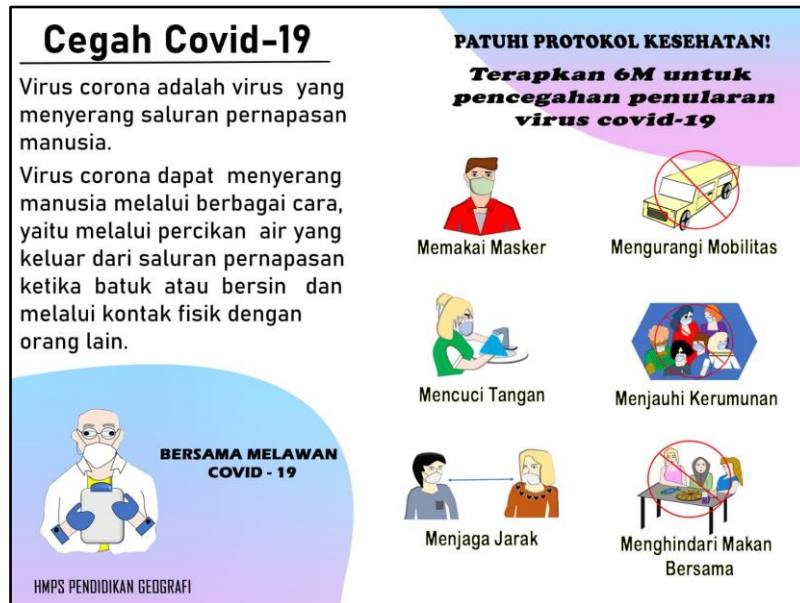 Cegah Covid-19
Virus corona adalah virus yang
menyerang saluran pernapasan
manusia.
Virus corona dapat menyerang
manusia melalui berbagai cara,
yaitu melalui percikan air yang
keluar dari saluran pernapasan
ketika batuk atau bersin dan
melalui kontak fisik dengan
orang lain.
BERSAMA MELAWAN
COVID - 19
HMPS PENDIDIKAN GEOGRAFI
PATUHI PROTOKOL KESEHATAN!
Terapkan 6M untuk
pencegahan penularan
virus covid-19
Memakai Masker
Mengurangi Mobilitas
Mencuci Tangan
Menjauhi Kerumunan
Menjaga Jarak
Menghindari Makan
Bersama